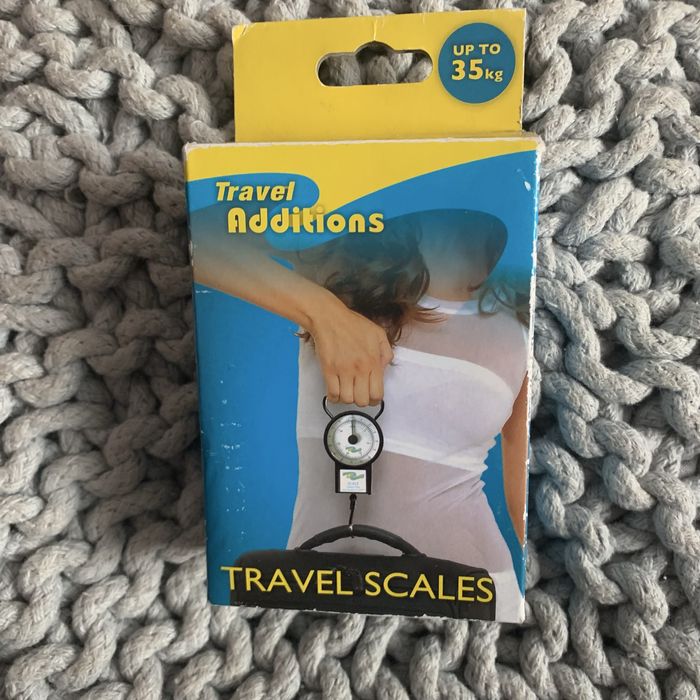 UP TO
35kg
Travel
Additions
TRAVEL SCALES